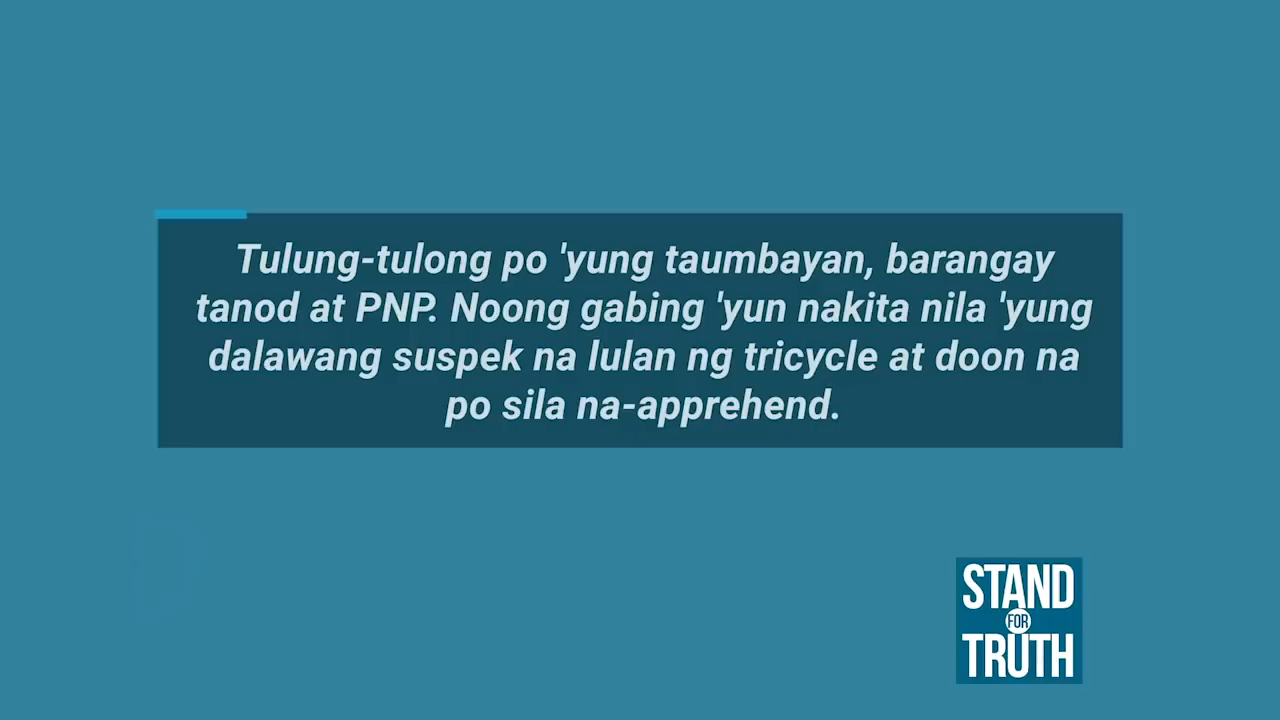 Tulung-tulong po 'yung taumbayan, barangay
tanod at PNP. Noong gabing 'yun nakita nila 'yung
dalawang suspek na lulan ng tricycle at doon na
po sila na-apprehend.
STAND
FOR
TRUTH